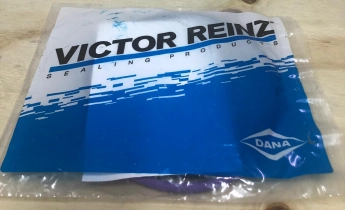 VICTOR REINZ
SEALING PRODUCTS
DANA